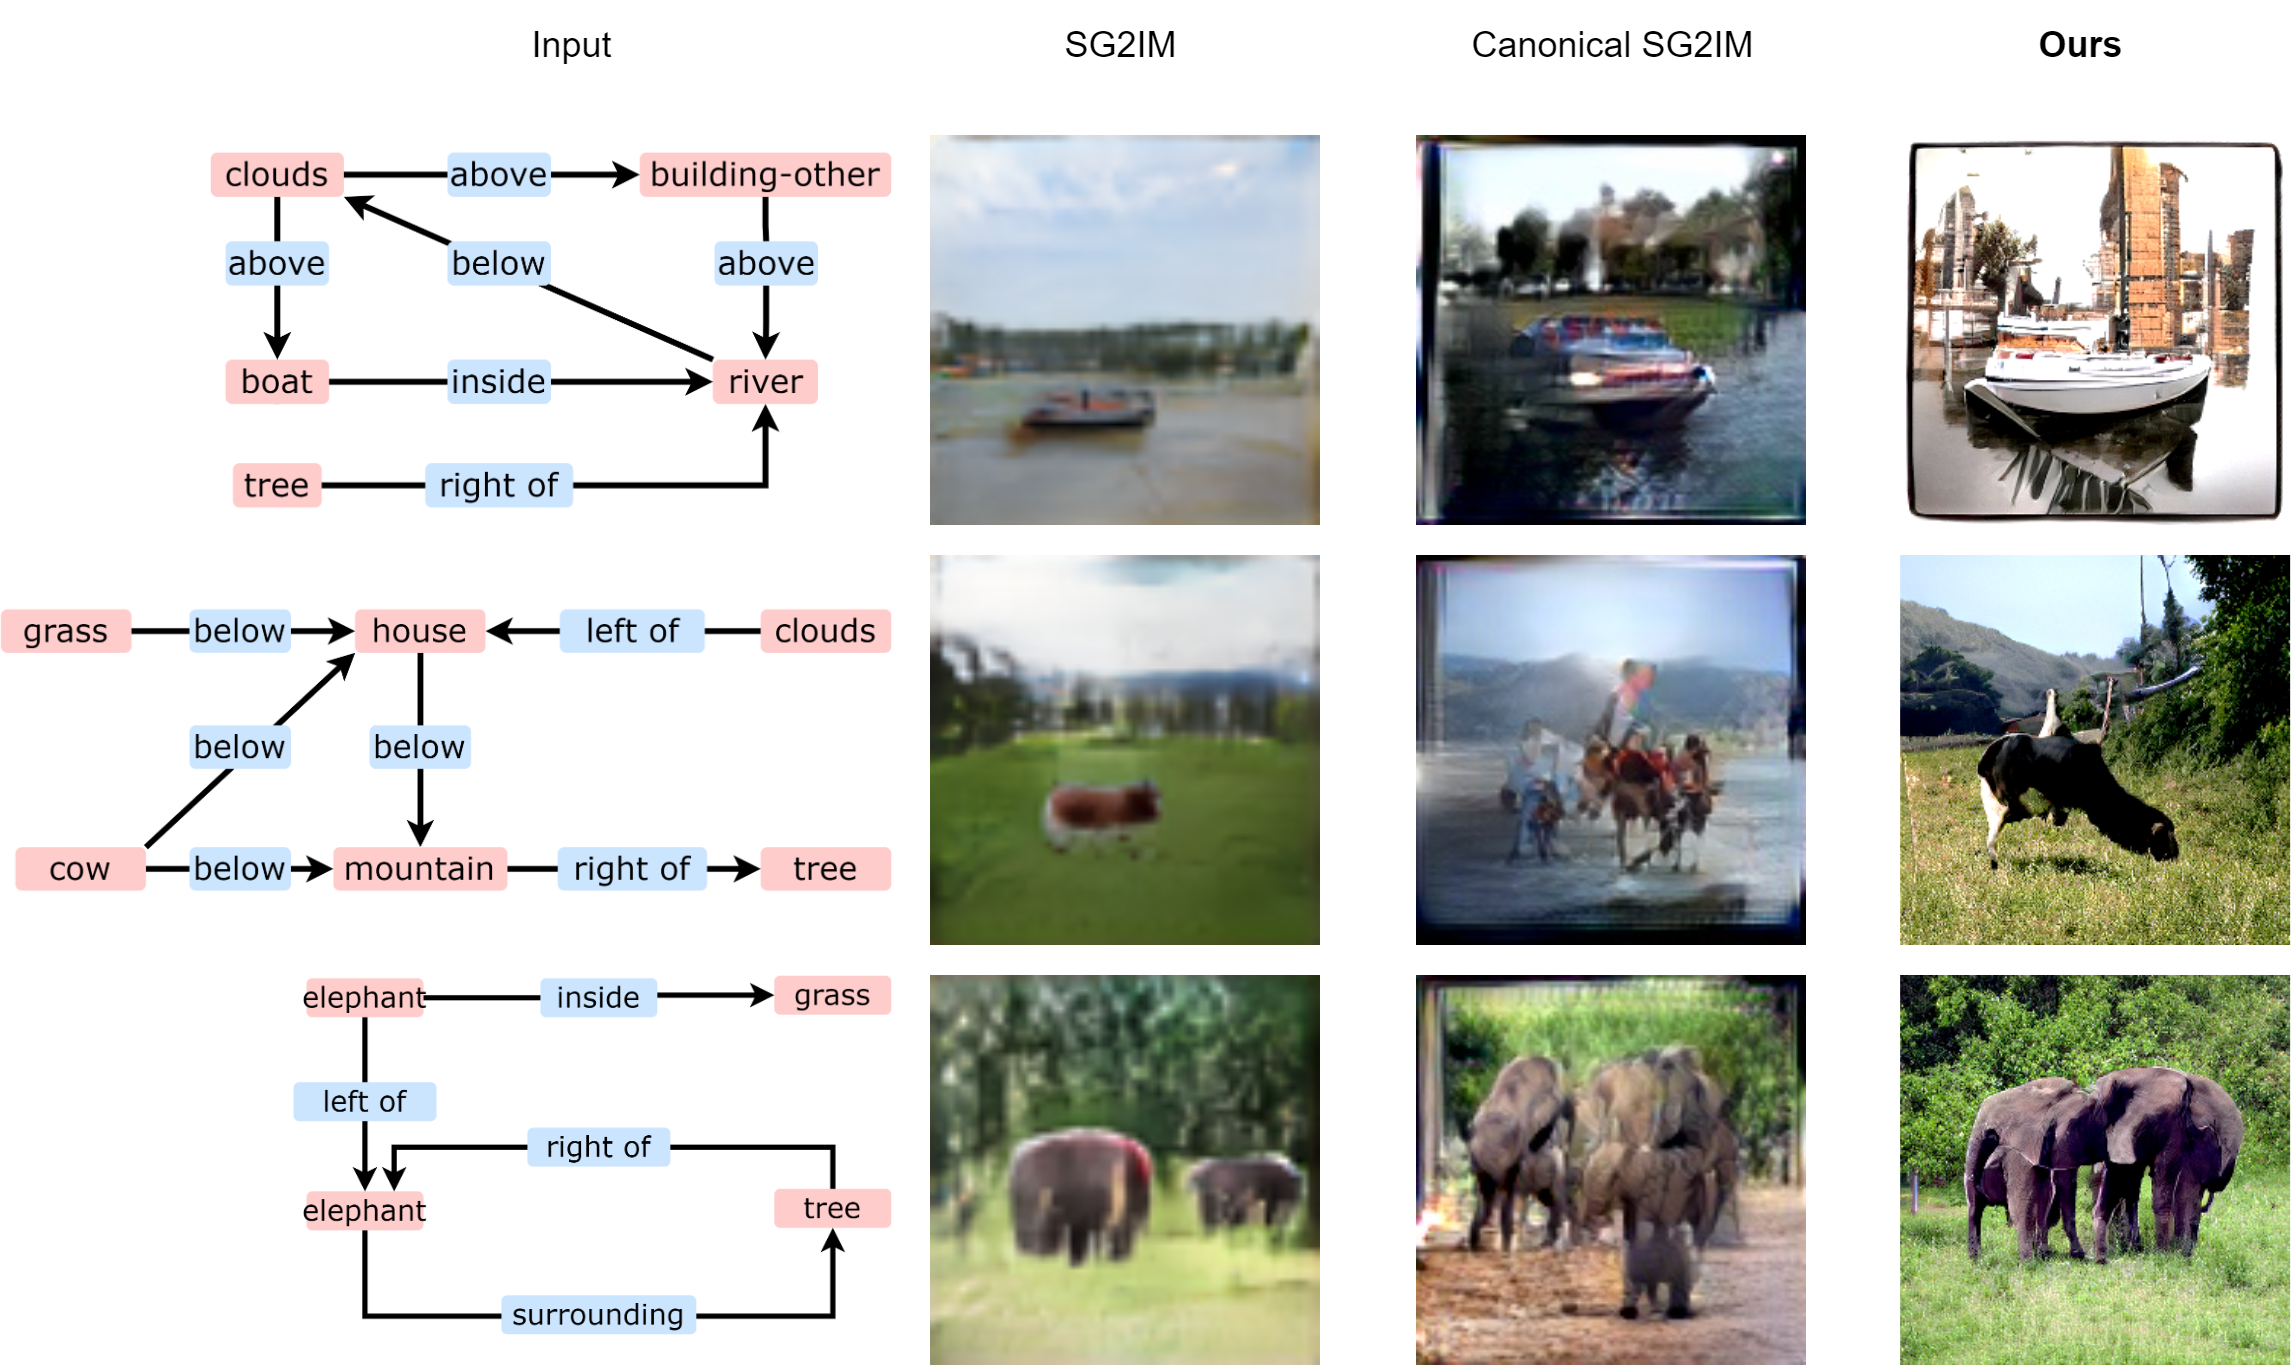 Input SG2IM Canonical SG2IM Ours
clouds above building-other
above below above
boat inside river
tree right of
grass below house left of clouds
below below
cow below mountain right of tree
elephant inside grass
left of
right of
elephant tree
surrounding